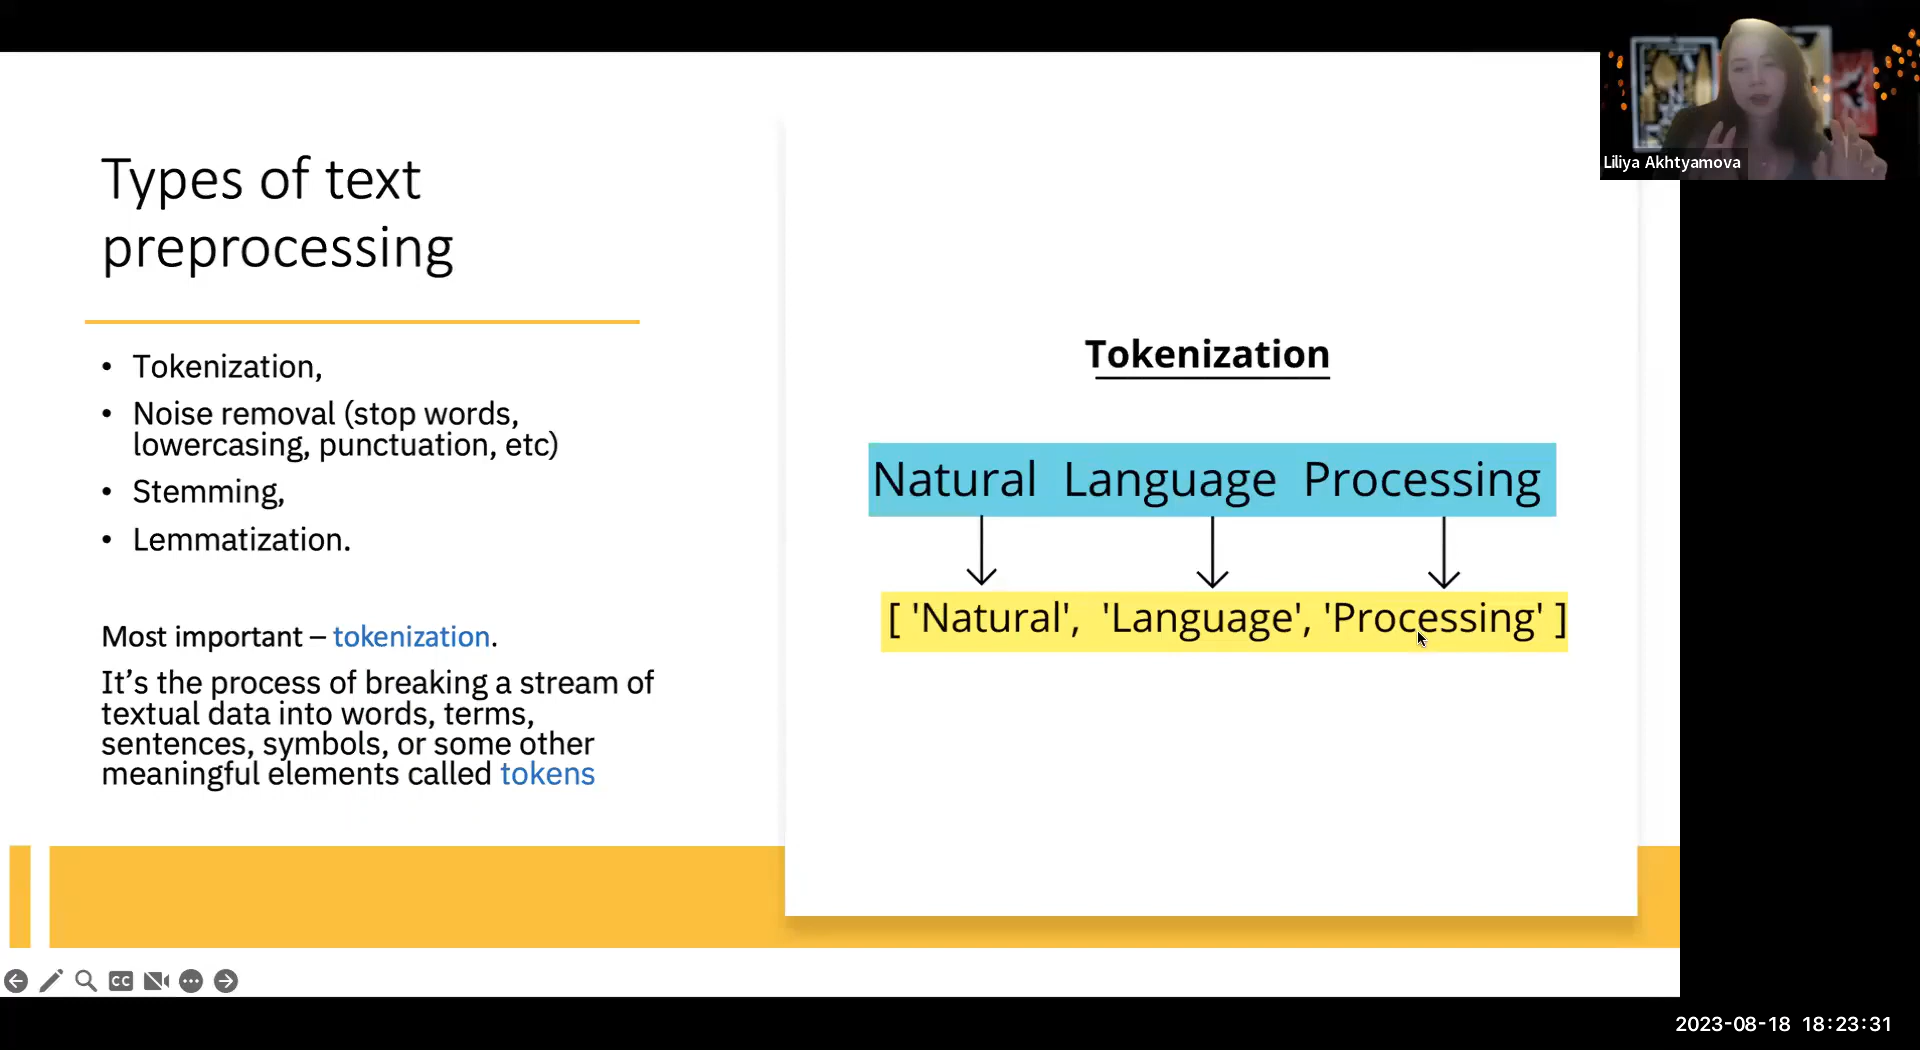 Types of text
preprocessing
• Tokenization,
• Noise removal (stop words,
lowercasing, punctuation, etc)
• Stemming,
• Lemmatization.
Most important – tokenization.
It’s the process of breaking a stream of
textual data into words, terms,
sentences, symbols, or some other
meaningful elements called tokens
Tokenization
Natural Language Processing
[ 'Natural', 'Language', 'Processing' ]
Liliya Akhtyamova
CC
2023-08-18 18:23:31